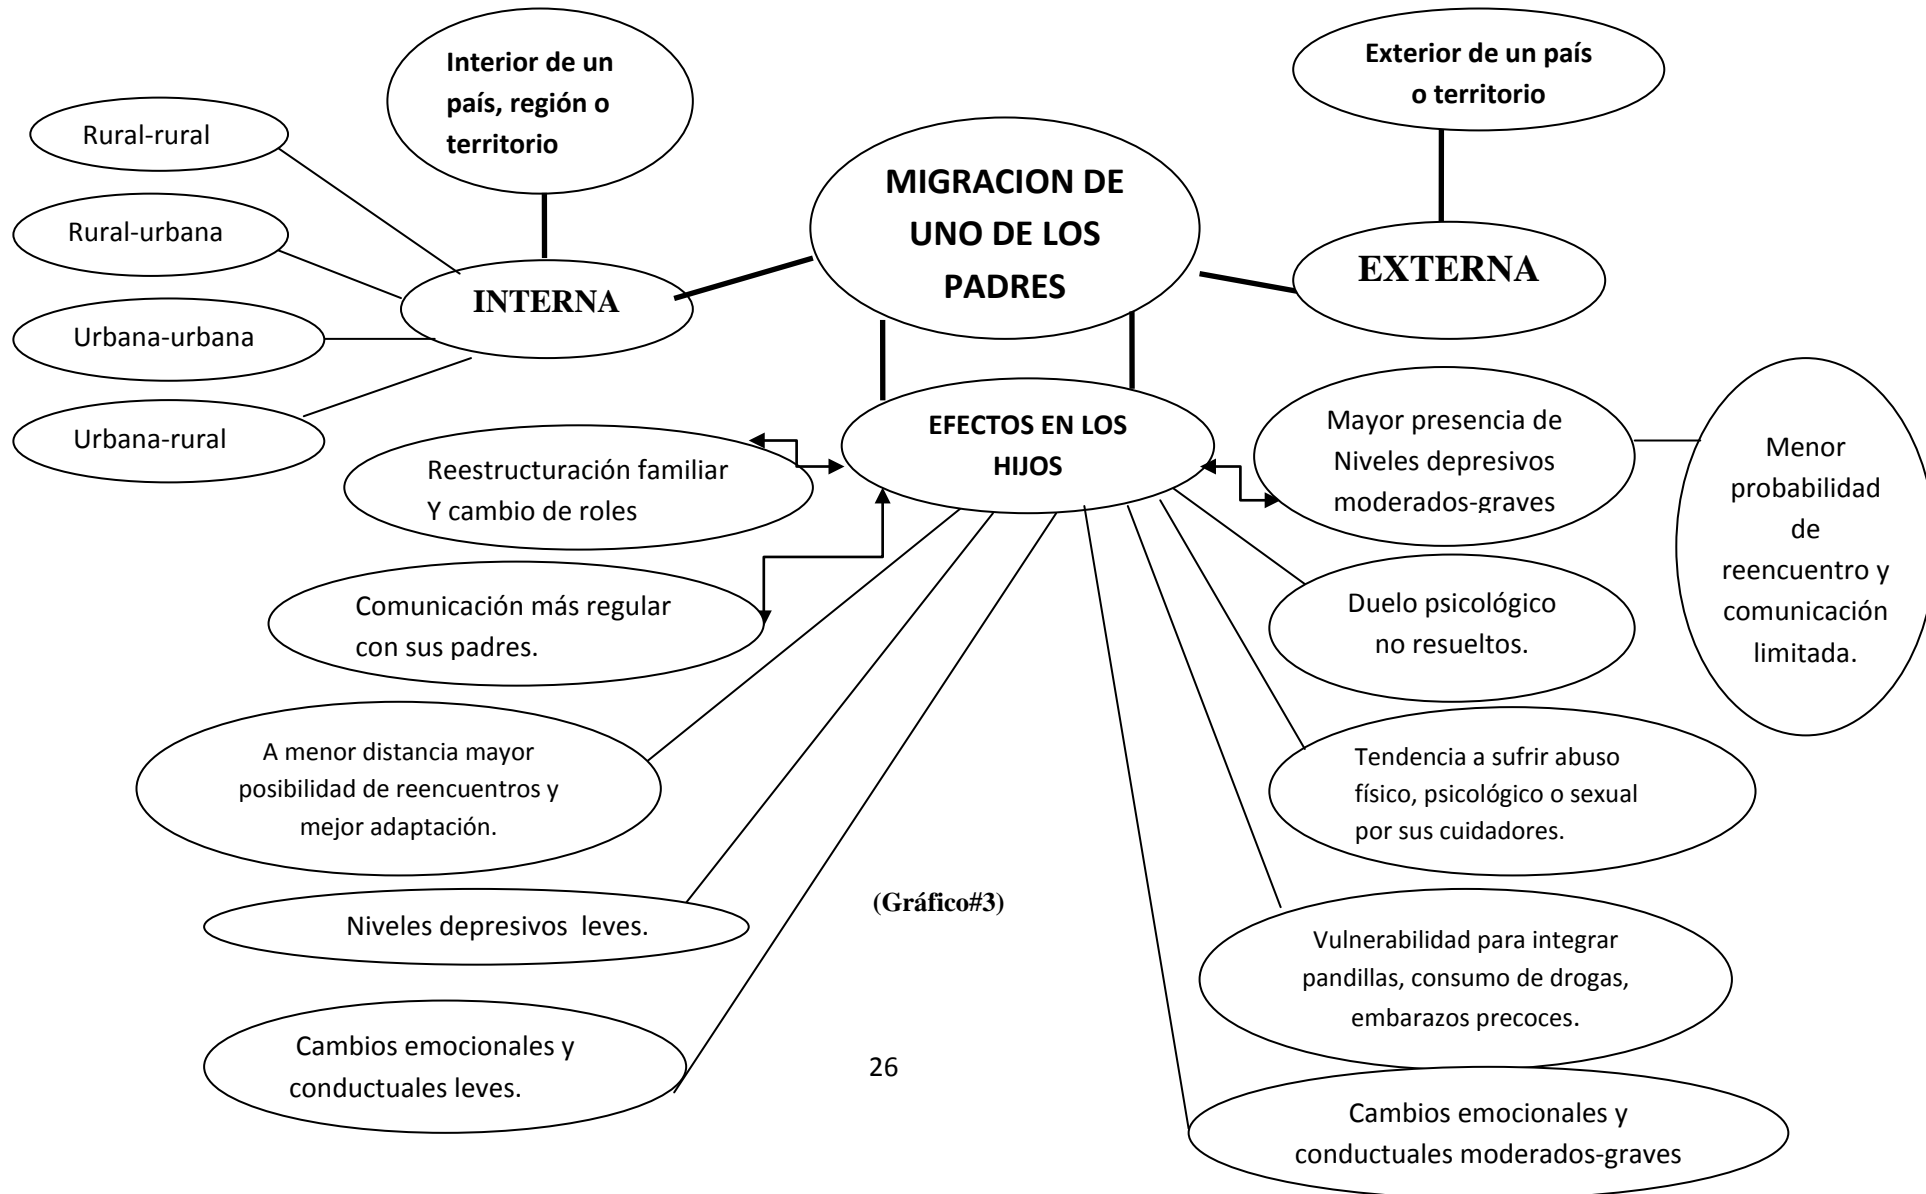 Interior de un
país, región o
territorio
Exterior de un país
o territorio
Rural-rural
Rural-urbana
Urbana-urbana
Urbana-rural
INTERNA
MIGRACION DE
UNO DE LOS
PADRES
EXTERNA
EFECTOS EN LOS
HIJOS
Reestructuración familiar
Y cambio de roles
Comunicación más regular
con sus padres.
A menor distancia mayor
posibilidad de reencuentros y
mejor adaptación.
Niveles depresivos leves.
Cambios emocionales y
conductuales leves.
Mayor presencia de
Niveles depresivos
moderados-graves
Menor
probabilidad
de
reencuentro y
comunicación
limitada.
Duelo psicológico
no resueltos.
Tendencia a sufrir abuso
físico, psicológico o sexual
por sus cuidadores.
Vulnerabilidad para integrar
pandillas, consumo de drogas,
embarazos precoces.
Cambios emocionales y
conductuales moderados-graves
(Gráfico#3)
26